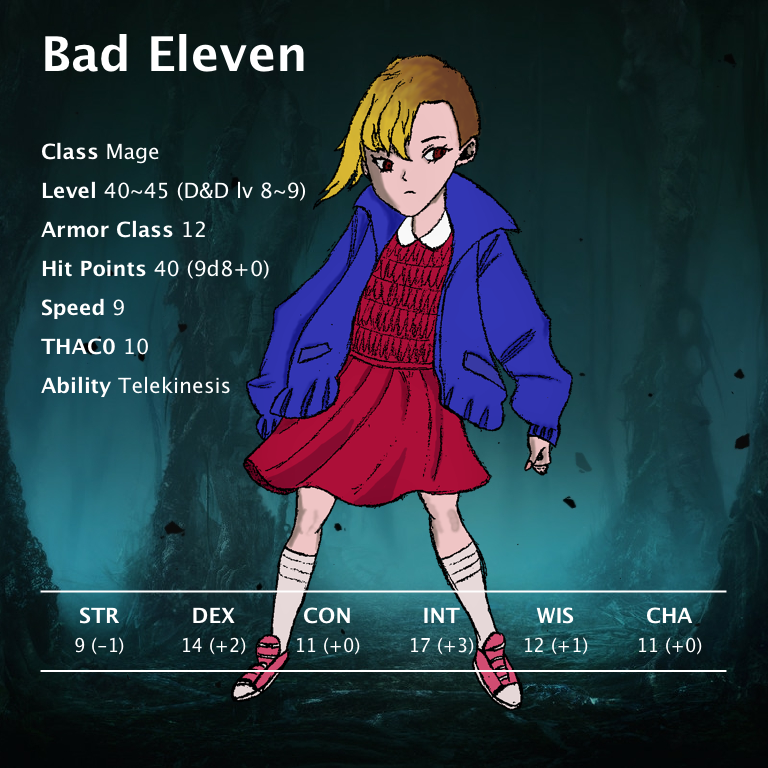 Bad Eleven
Class Mage
Level 40~45 (D&D lv 8~9)
Armor Class 12
Hit Points 40 (9d8+0)
Speed 9
THAC0 10
Ability Telekinesis
STR DEX CON INT WIS CHA
9 (−1) 14 (+2) 11 (+0) 17 (+3) 12 (+1) 11 (+0)